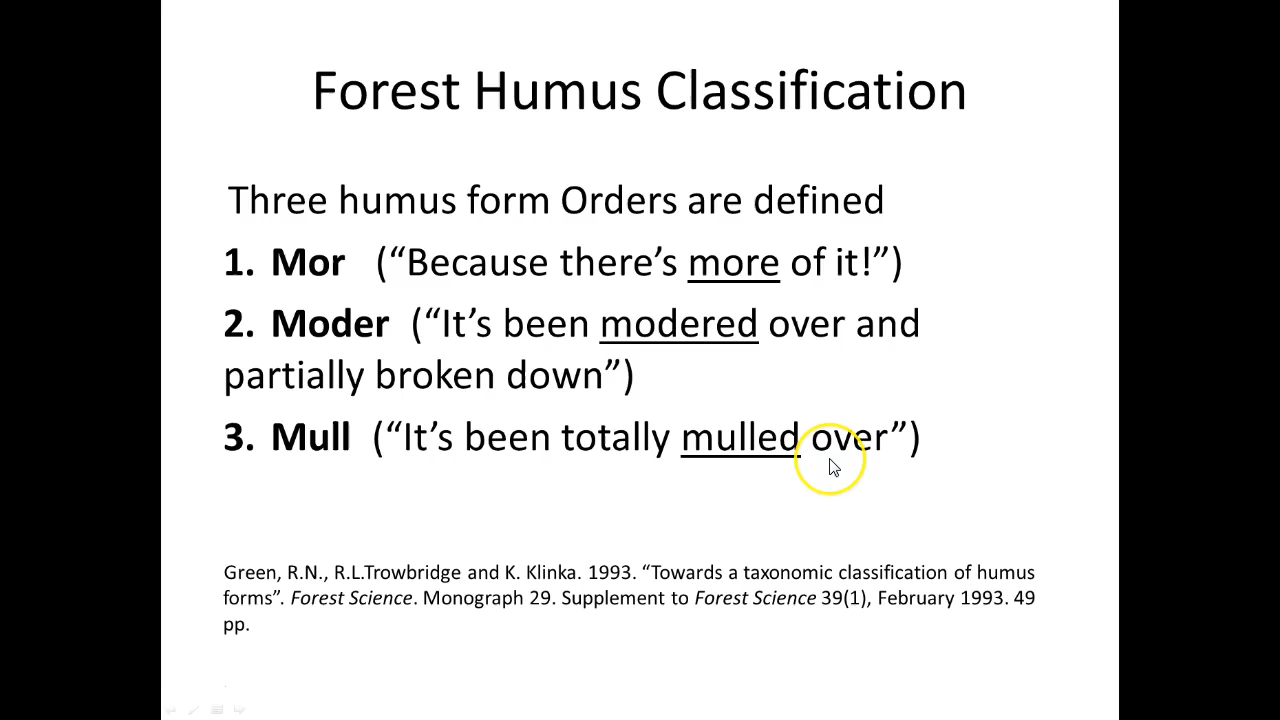 Forest Humus Classification
Three humus form Orders are defined
1. Mor (“Because there’s more of it!”)
2. Moder (“It’s been modered over and
partially broken down”)
3. Mull (“It’s been totally mulled over”)
Green, R.N., R.L.Trowbridge and K. Klinka. 1993. “Towards a taxonomic classification of humus
forms”. Forest Science. Monograph 29. Supplement to Forest Science 39(1), February 1993. 49
pp.